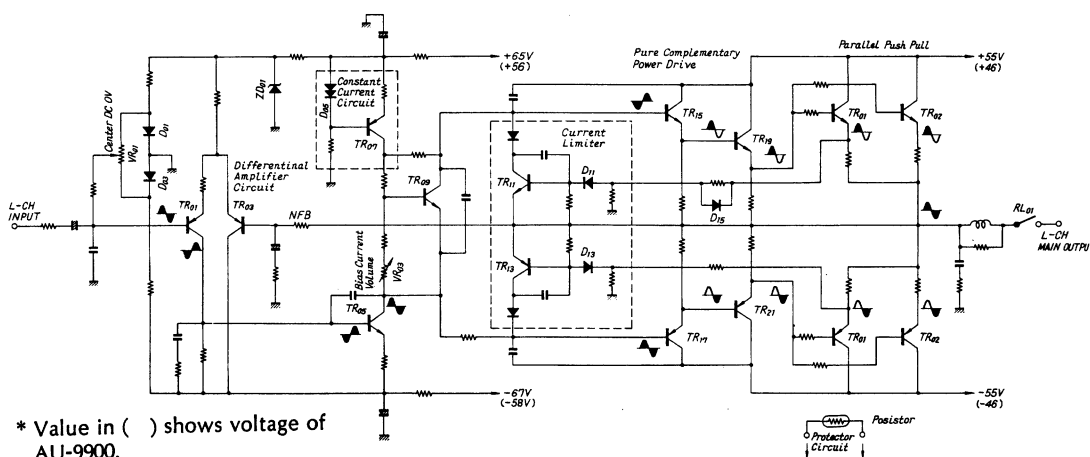 +65V
(+56)
Pure Complementary
Power Drive
Parallel Push Pull
+55V
(+46)
Center DC 0V
VR01
D01
D03
ZD01
D05
Constant
Current
Circuit
TR07
TR15
TR19
TR01
TR02
Differentinal
Amplifier
Circuit
Current
Limiter
TR09
TR11
D11
D15
L-CH
INPUT
TR01
TR03
NFB
RL01
L-CH
MAIN OUTPU
Bias Current
Volume
VR03
TR05
TR13
D13
TR17
TR21
TR01
TR02
-67V
(-58V)
-55V
(-46)
* Value in ( ) shows voltage of
AU-9900.
Posistor
Protector
Circuit